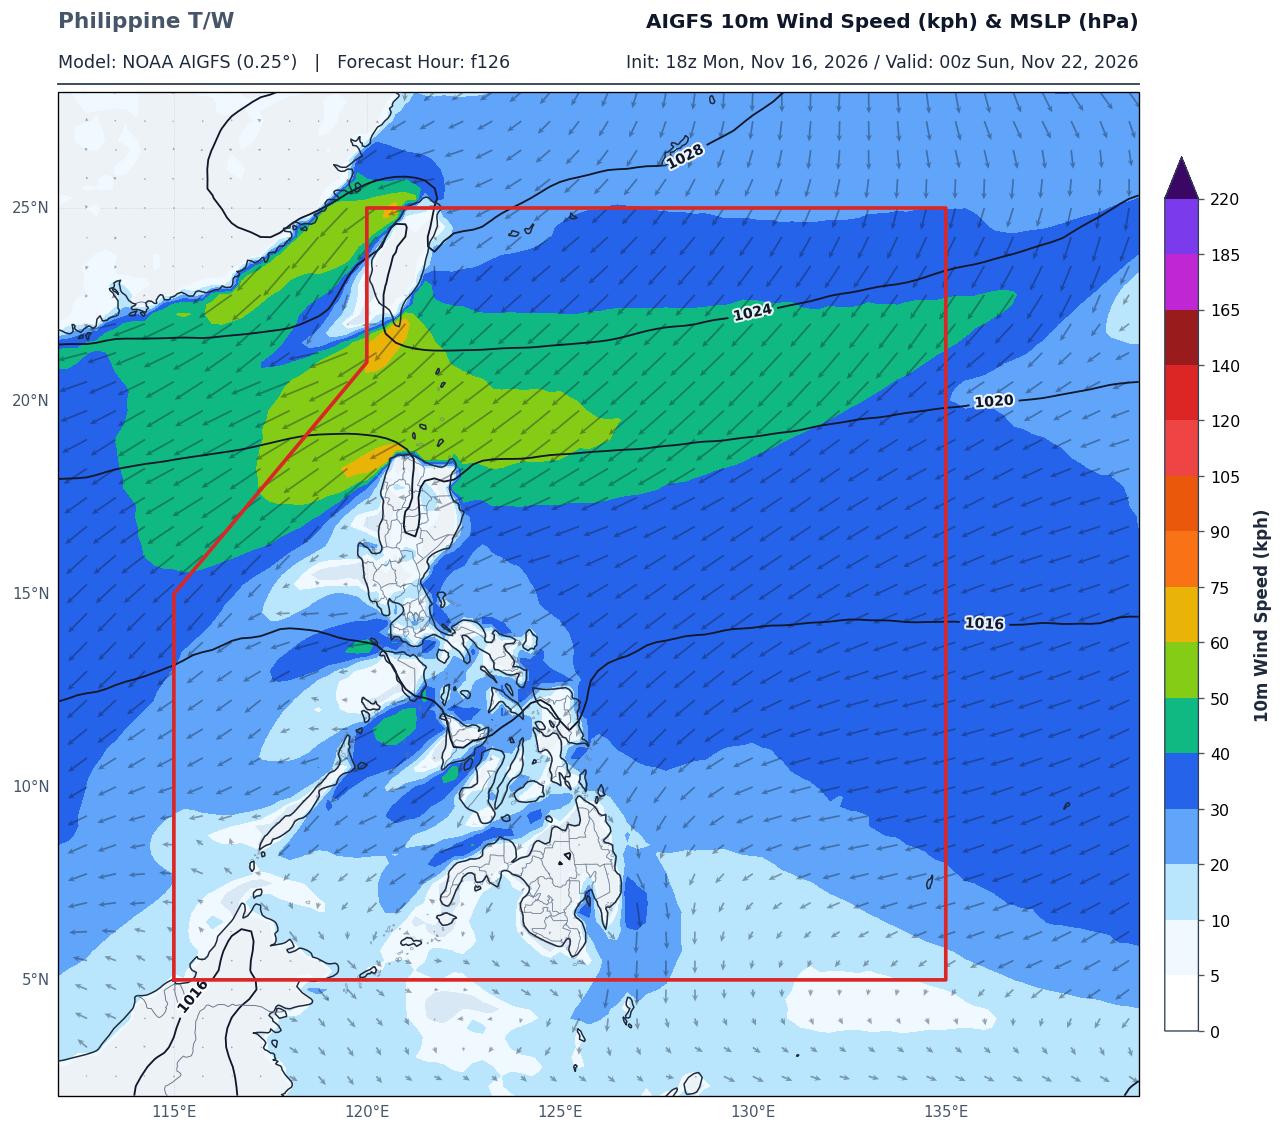 Philippine T/W
AIGFS 10m Wind Speed (kph) & MSLP (hPa)
Model: NOAA AIGFS (0.25°) | Forecast Hour: f126
Init: 18z Mon, Nov 16, 2026 / Valid: 00z Sun, Nov 22, 2026
1028
1024
1020
1016
1016
25°N
20°N
15°N
10°N
5°N
115°E
120°E
125°E
130°E
135°E
220
185
165
140
120
105
90
75
60
50
40
30
20
10
5
0
10m Wind Speed (kph)